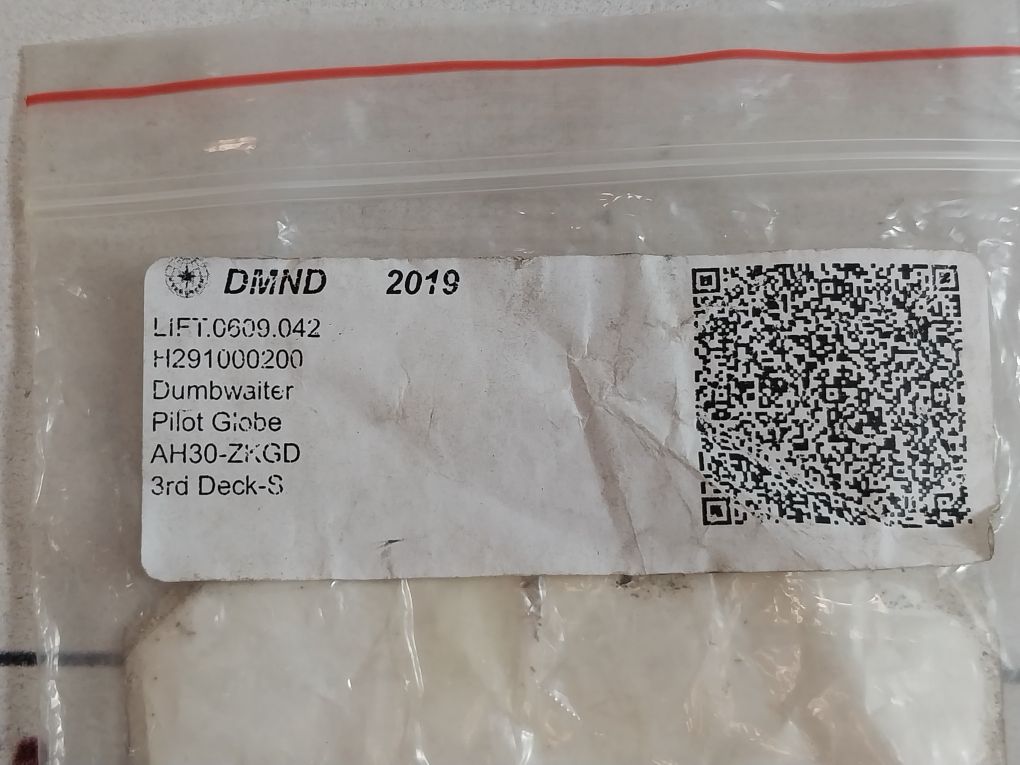 DMND 2019
LIFT.0609.042
H291000200
Dumbwaiter
Pilot Globe
AH30-ZKGD
3rd Deck-S